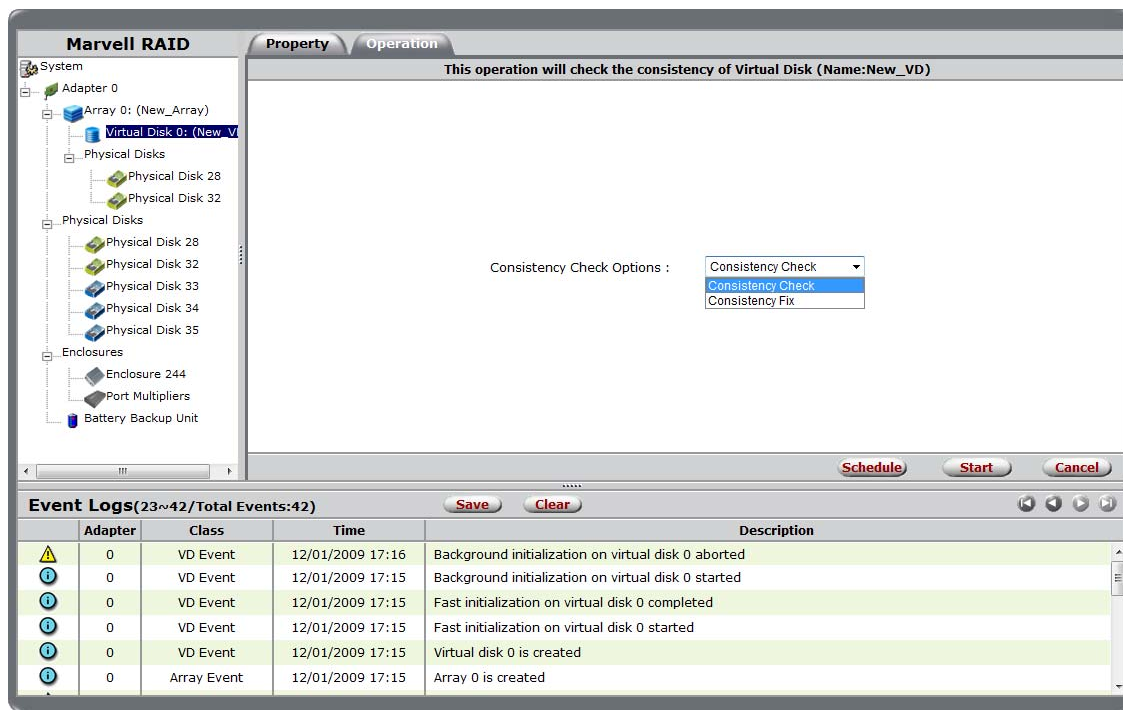 Marvell RAID
System
Adapter 0
Array 0: (New_Array)
Virtual Disk 0: (New_V
Physical Disks
Physical Disk 28
Physical Disk 32
Physical Disks
Physical Disk 28
Physical Disk 32
Physical Disk 33
Physical Disk 34
Physical Disk 35
Enclosures
Enclosure 244
Port Multipliers
Battery Backup Unit
Property Operation
This operation will check the consistency of Virtual Disk (Name:New_VD)
Consistency Check Options : Consistency Check
Consistency Check
Consistency Fix
Schedule Start Cancel
Event Logs(23~42/Total Events:42) Save Clear
Adapter Class Time Description
0 VD Event 12/01/2009 17:16 Background initialization on virtual disk 0 aborted
0 VD Event 12/01/2009 17:15 Background initialization on virtual disk 0 started
0 VD Event 12/01/2009 17:15 Fast initialization on virtual disk 0 completed
0 VD Event 12/01/2009 17:15 Fast initialization on virtual disk 0 started
0 VD Event 12/01/2009 17:15 Virtual disk 0 is created
0 Array Event 12/01/2009 17:15 Array 0 is created